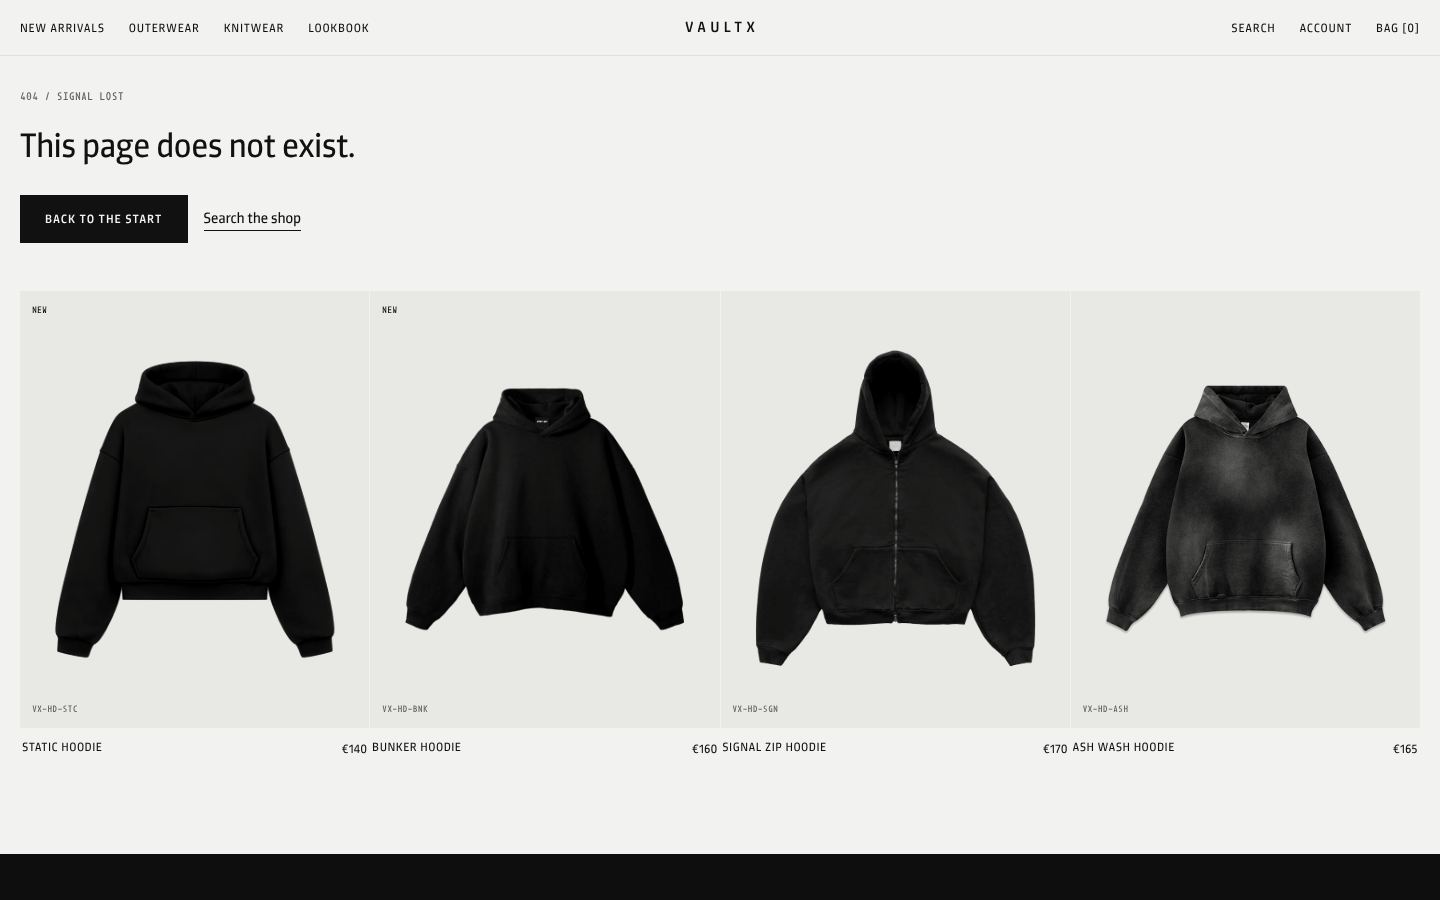 NEW ARRIVALS OUTERWEAR KNITWEAR LOOKBOOK VAULTX SEARCH ACCOUNT BAG [0]
404 / SIGNAL LOST
This page does not exist.
BACK TO THE START Search the shop
NEW NEW
VX-HD-STC VX-HD-BNK VX-HD-SGN VX-HD-ASH
STATIC HOODIE €140 BUNKER HOODIE €160 SIGNAL ZIP HOODIE €170 ASH WASH HOODIE €165